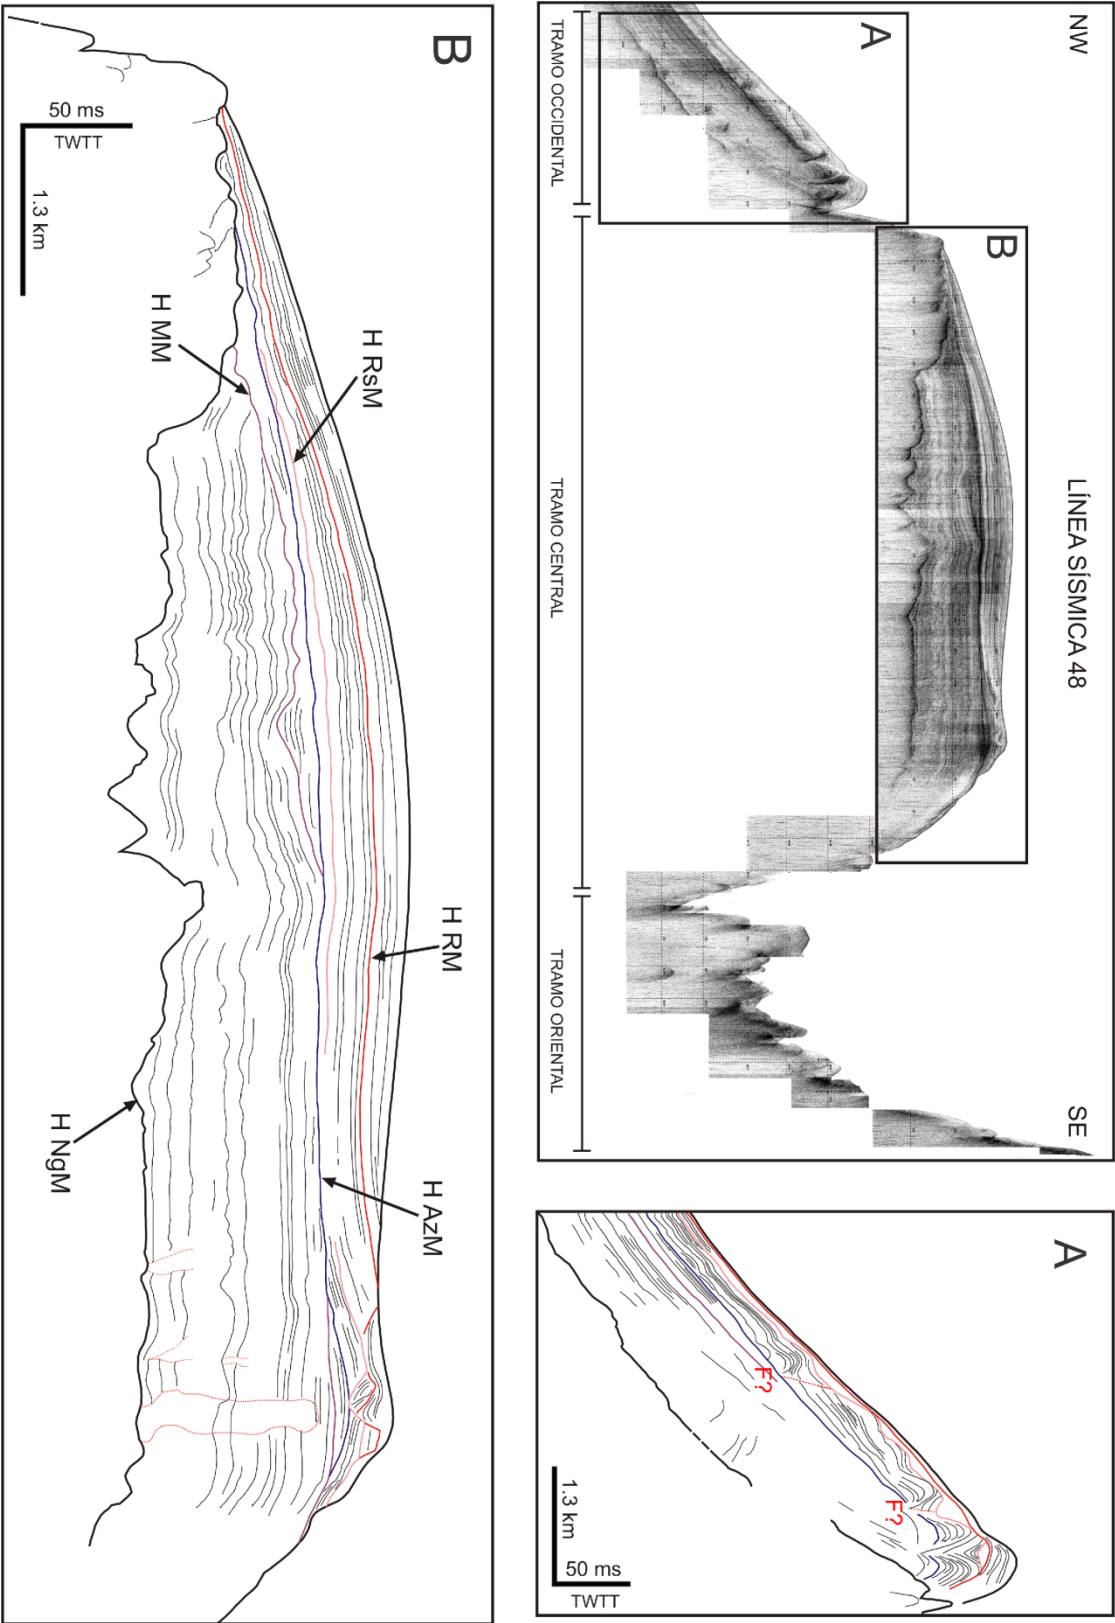 LÍNEA SÍSMICA 48
NW
SE
A
B
TRAMO OCCIDENTAL
TRAMO CENTRAL
TRAMO ORIENTAL
A
F?
F?
1.3 km
50 ms
TWTT
B
50 ms
TWTT
1.3 km
H MM
H RsM
H RM
H AzM
H NgM